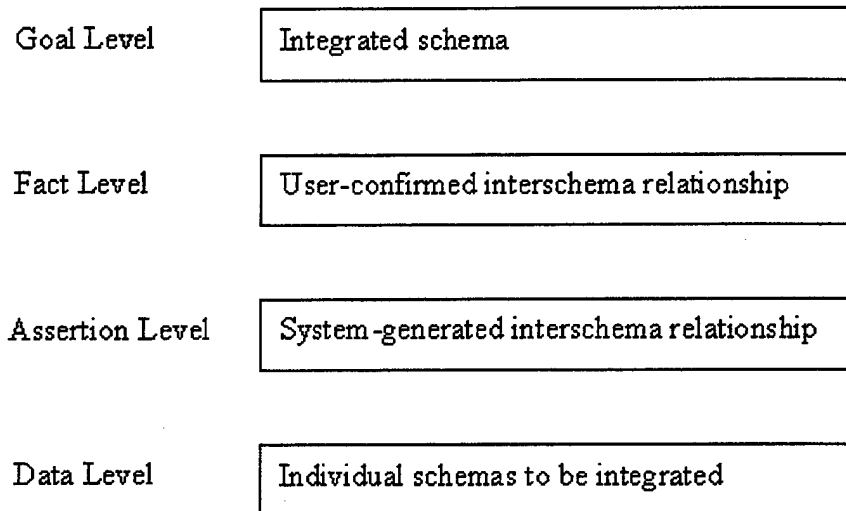 Goal Level
Integrated schema
Fact Level
User-confirmed interschema relationship
Assertion Level
System-generated interschema relationship
Data Level
Individual schemas to be integrated